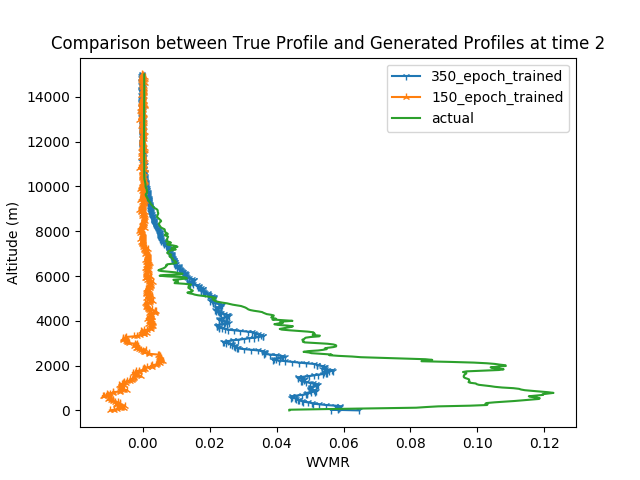 Comparison between True Profile and Generated Profiles at time 2
350_epoch_trained
150_epoch_trained
actual
14000
12000
10000
8000
6000
4000
2000
0
Altitude (m)
0.00 0.02 0.04 0.06 0.08 0.10 0.12
WVMR